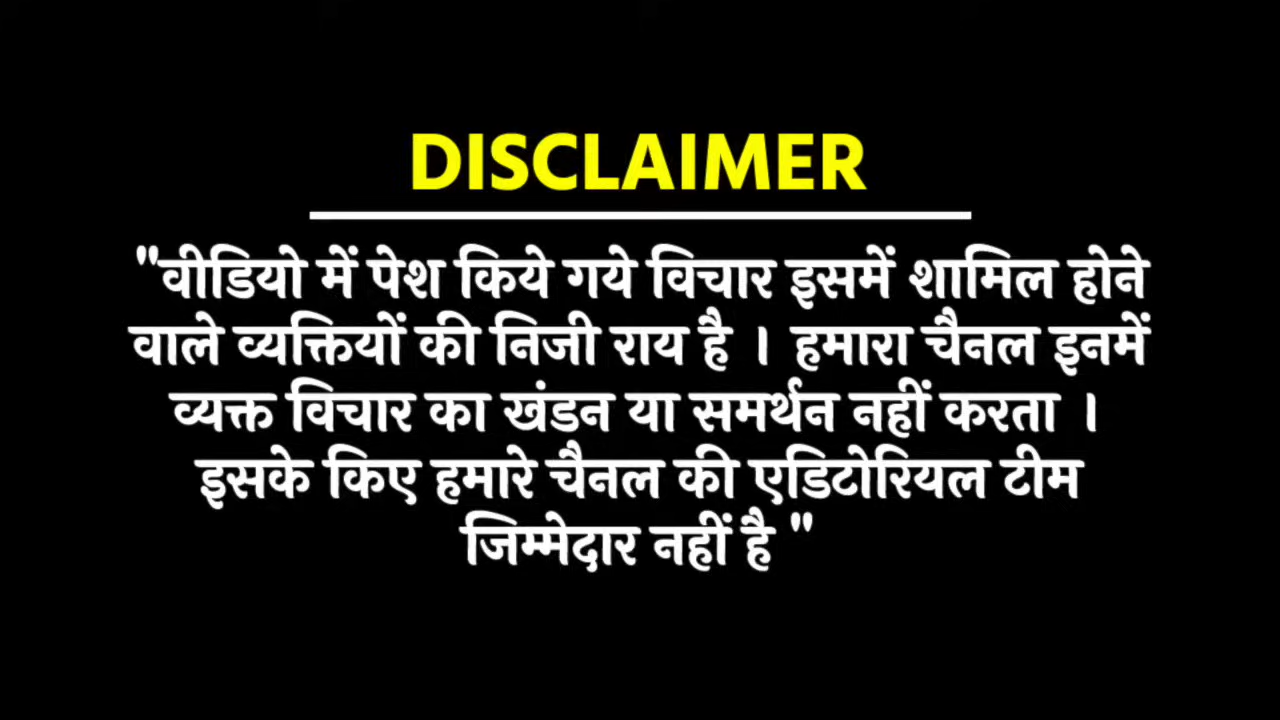 DISCLAIMER
"वीडियो में पेश किये गये विचार इसमें शामिल होने
वाले व्यक्तियों की निजी राय है । हमारा चैनल इनमें
व्यक्त विचार का खंडन या समर्थन नहीं करता ।
इसके किए हमारे चैनल की एडिटोरियल टीम
जिम्मेदार नहीं है "